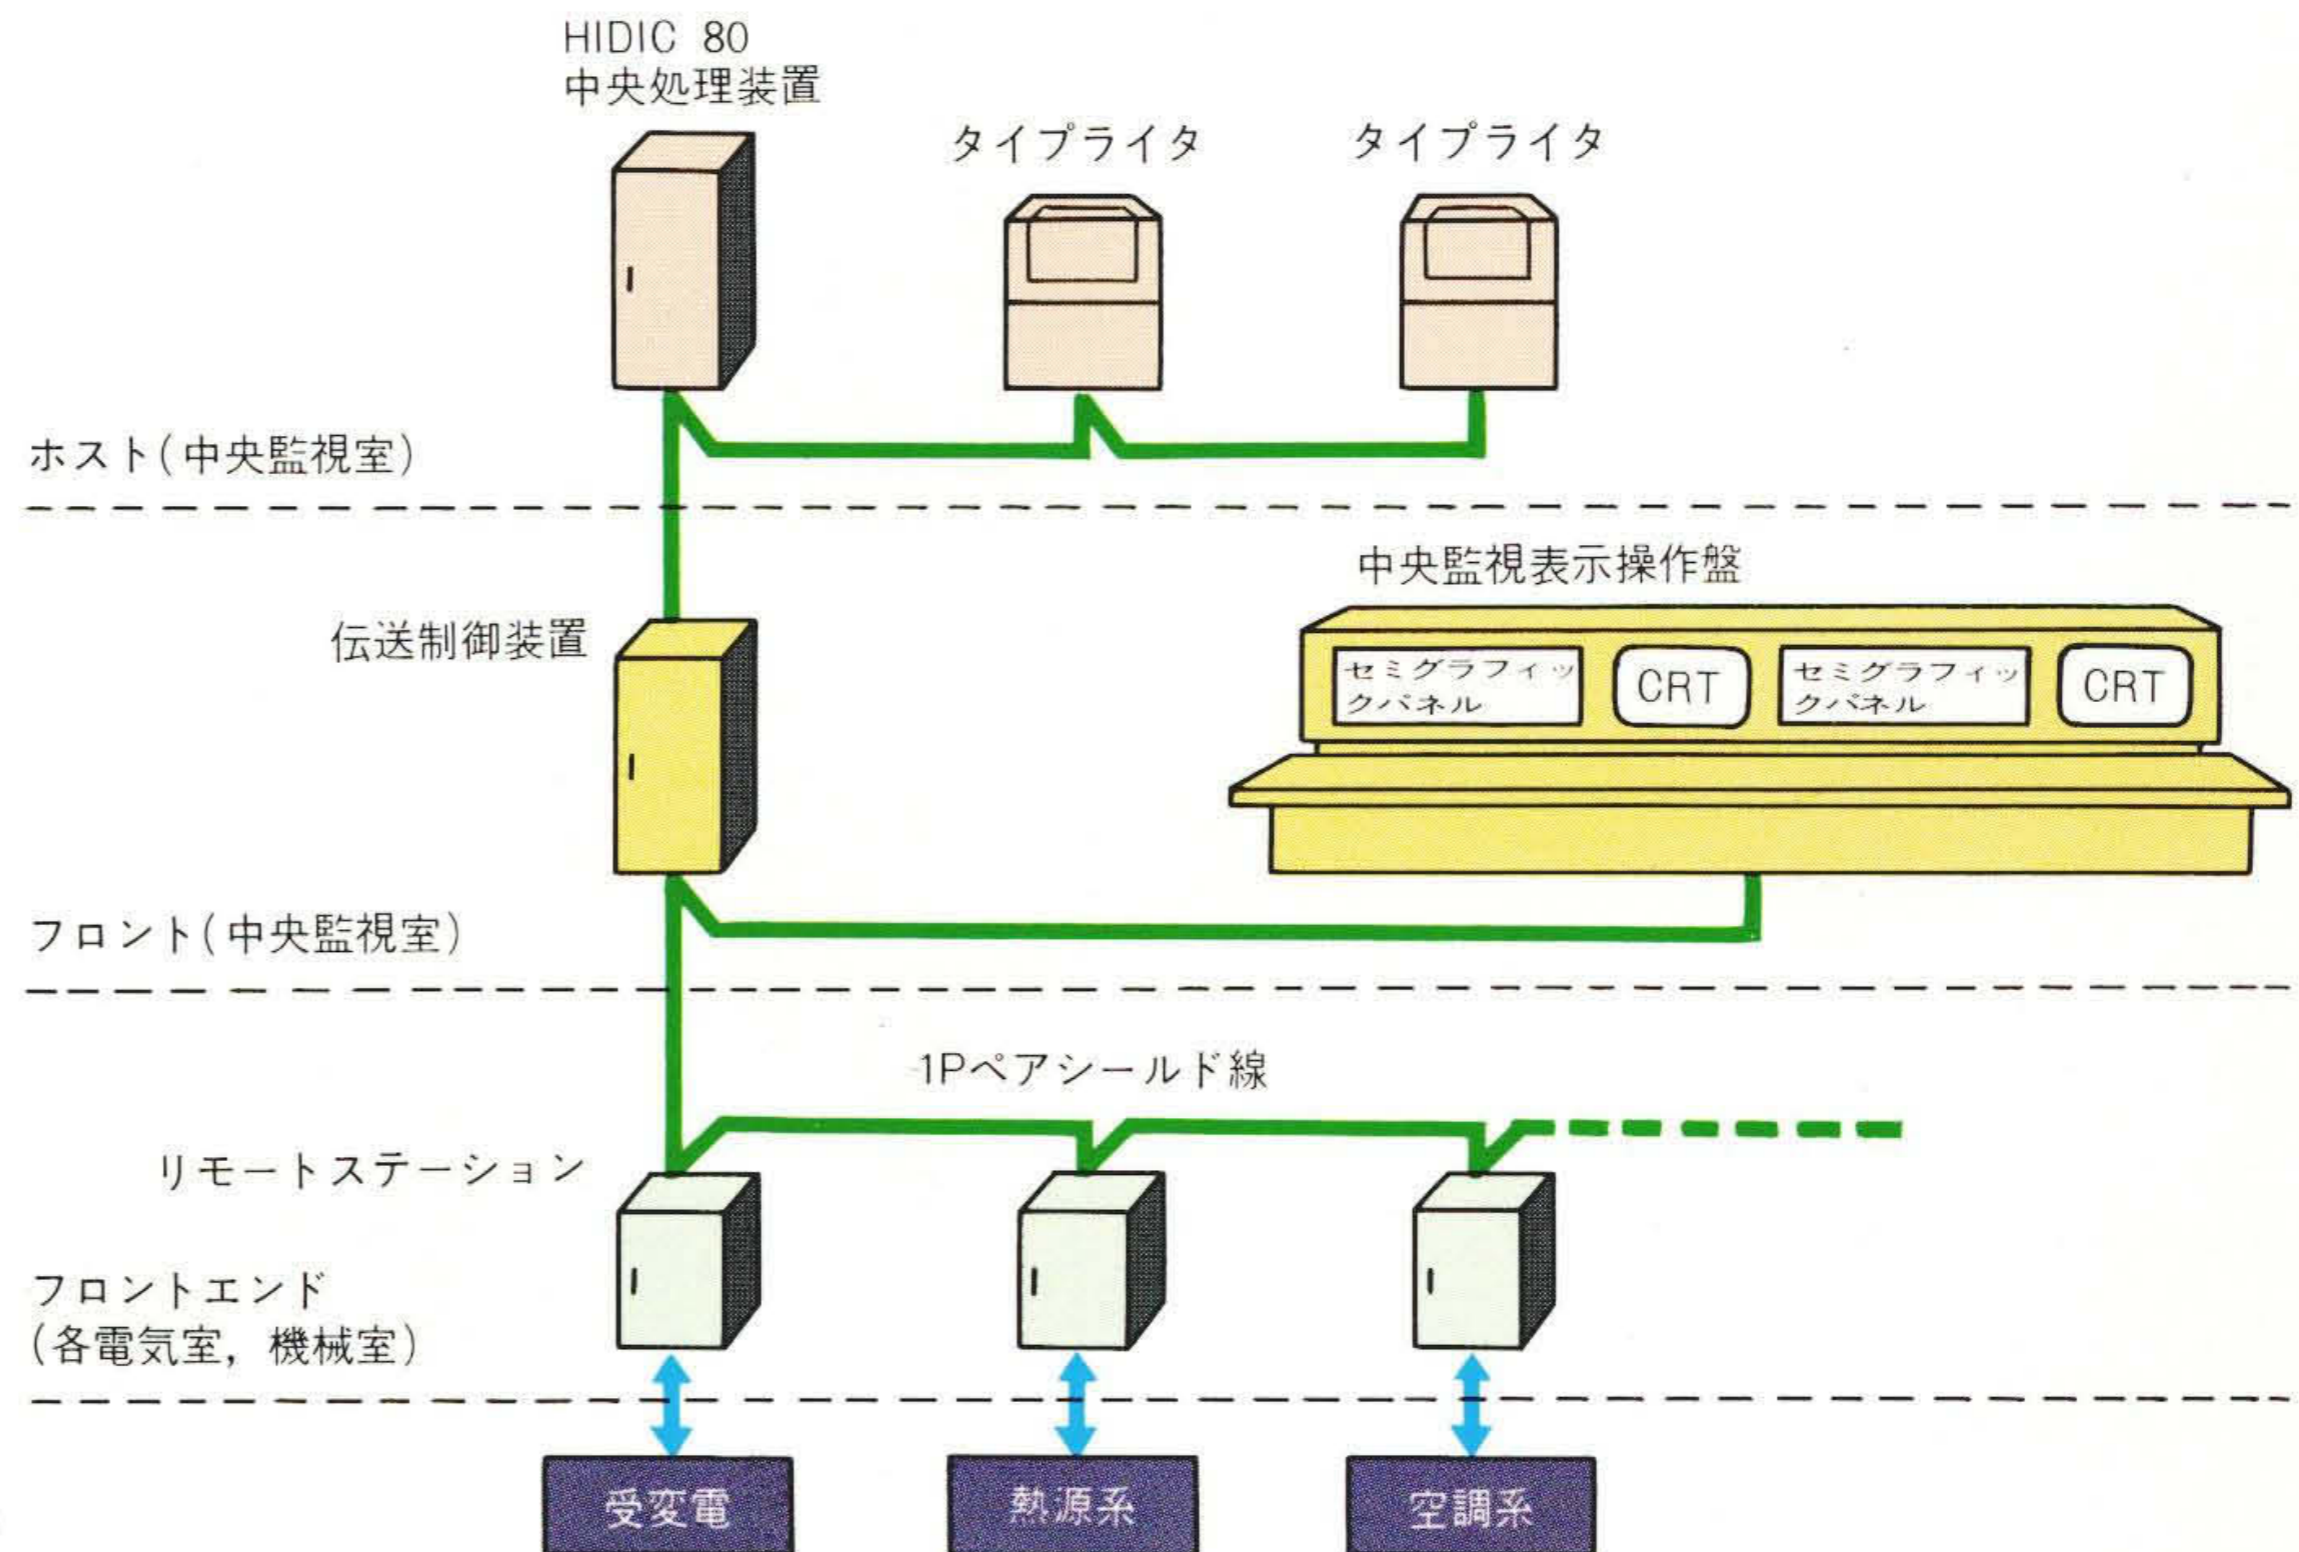 HIDIC 80
中央処理装置
タイプライタ
タイプライタ
ホスト(中央監視室)
中央監視表示操作盤
伝送制御装置
セミグラフィッ
クパネル
CRT
セミグラフィッ
クパネル
CRT
フロント(中央監視室)
1Pペアシールド線
リモートステーション
フロントエンド
(各電気室, 機械室)
受変電
熱源系
空調系